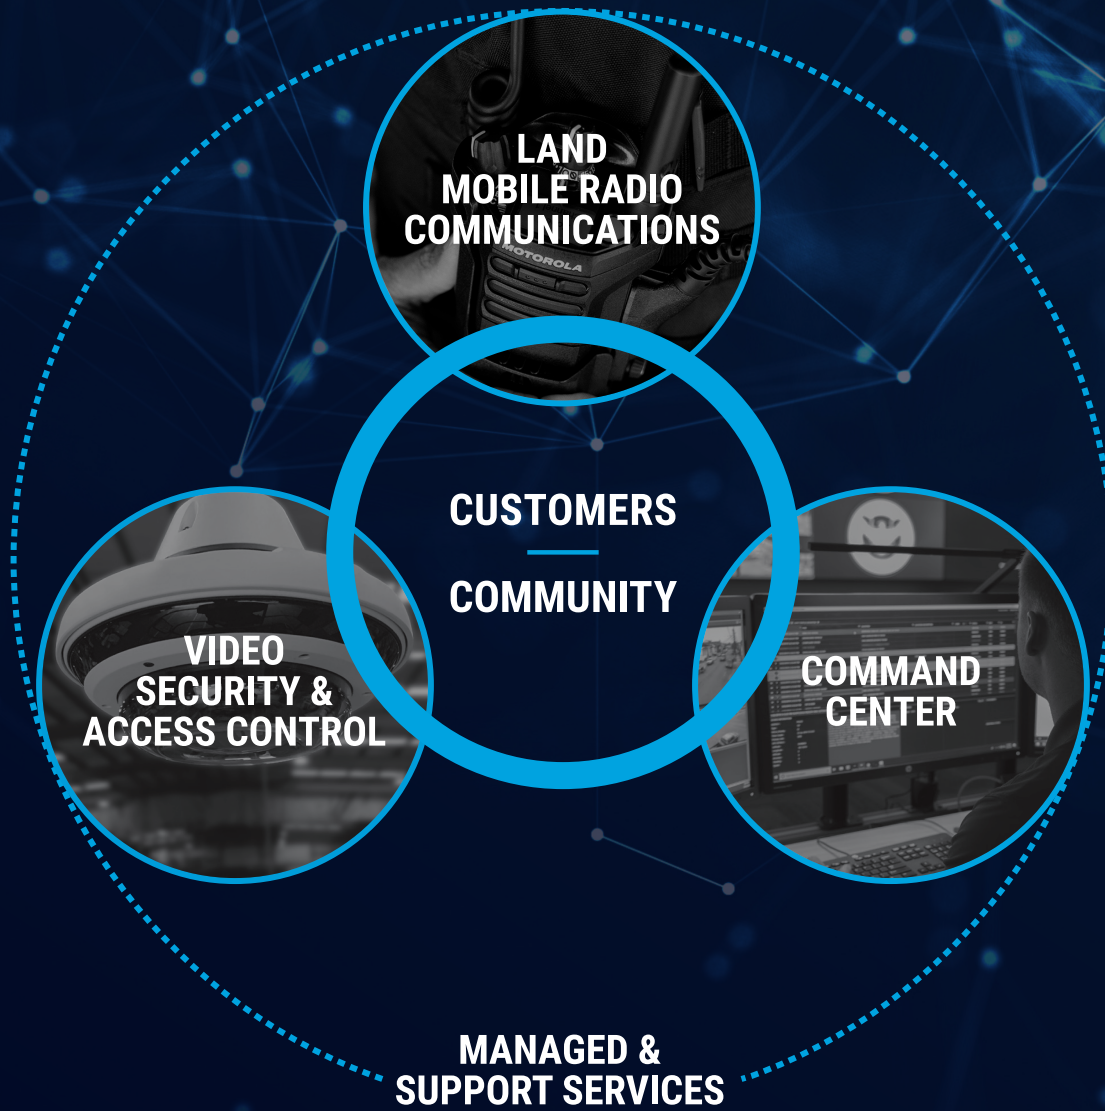 LAND
MOBILE RADIO
COMMUNICATIONS
MOTOROLA
CUSTOMERS
COMMUNITY
VIDEO
SECURITY &
ACCESS CONTROL
COMMAND
CENTER
MANAGED &
SUPPORT SERVICES